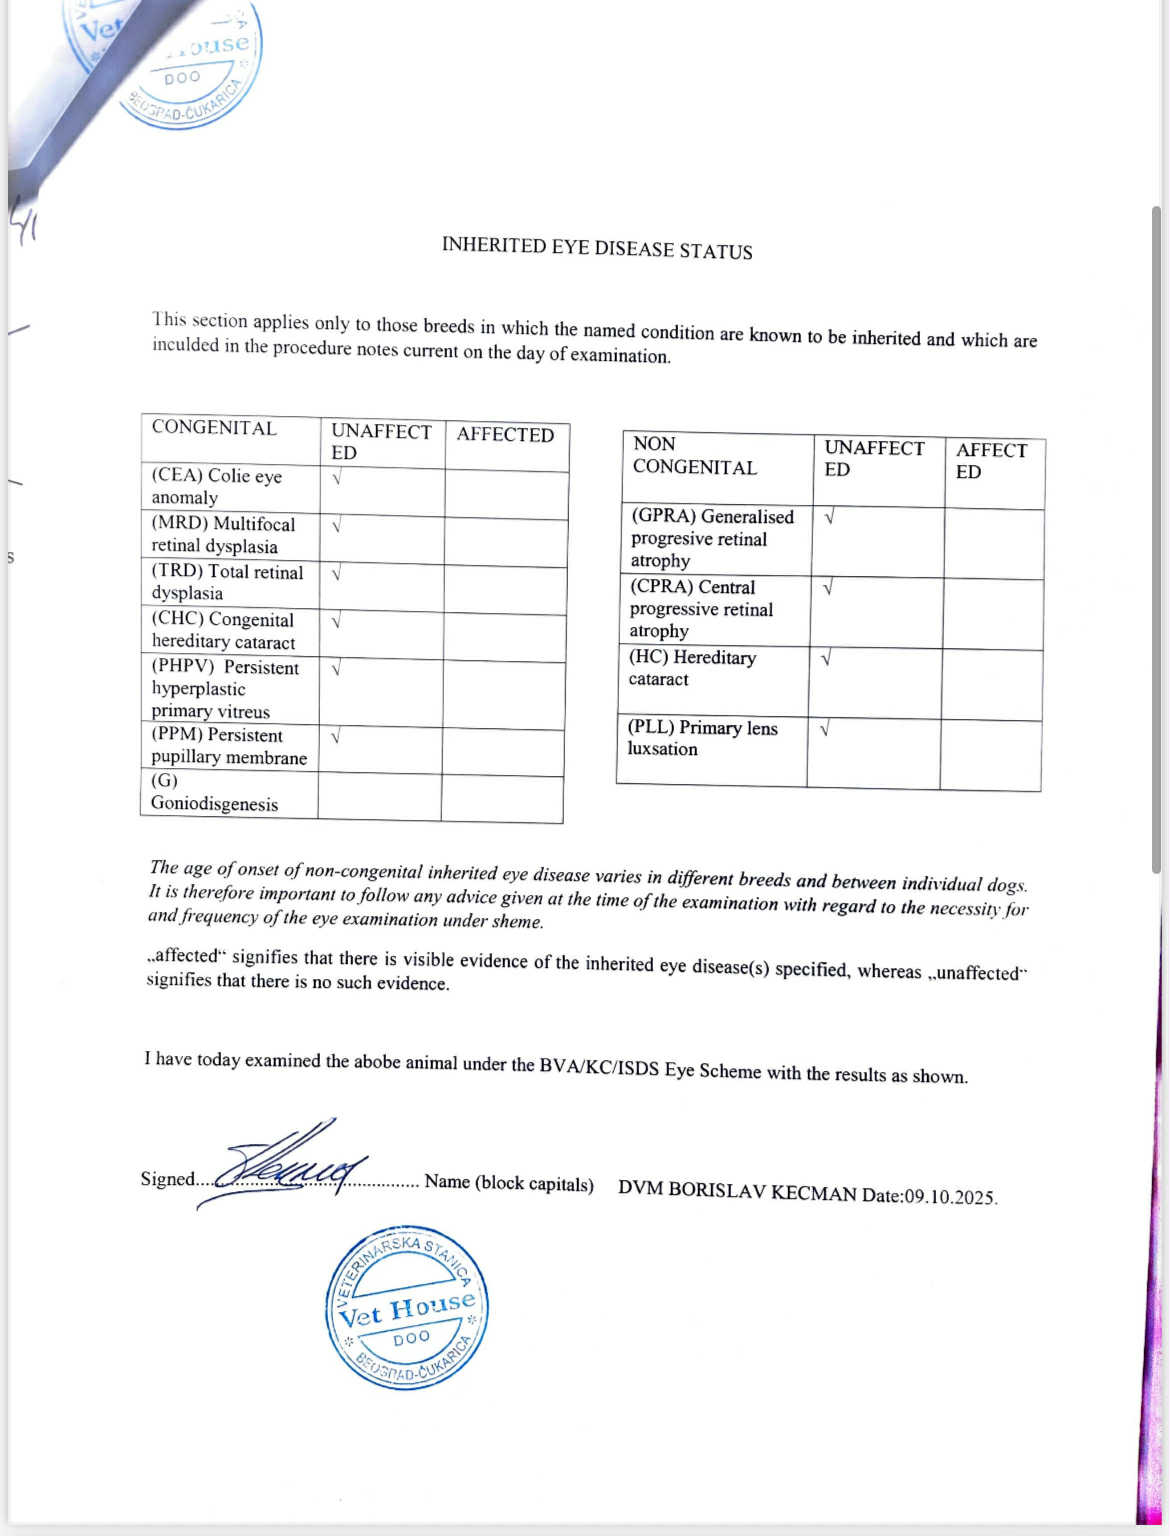 Vet
ouse
DOO
BEOGRAD-ČUKARICA
INHERITED EYE DISEASE STATUS
This section applies only to those breeds in which the named condition are known to be inherited and which are
inculded in the procedure notes current on the day of examination.
CONGENITAL UNAFFECT AFFECTED
ED
(CEA) Colie eye √
anomaly
(MRD) Multifocal √
retinal dysplasia
(TRD) Total retinal √
dysplasia
(CHC) Congenital √
hereditary cataract
(PHPV) Persistent √
hyperplastic
primary vitreus
(PPM) Persistent √
pupillary membrane
(G)
Goniodisgenesis
NON UNAFFECT AFFECT
CONGENITAL ED ED
(GPRA) Generalised √
progresive retinal
atrophy
(CPRA) Central √
progressive retinal
atrophy
(HC) Hereditary √
cataract
(PLL) Primary lens √
luxsation
The age of onset of non-congenital inherited eye disease varies in different breeds and between individual dogs.
It is therefore important to follow any advice given at the time of the examination with regard to the necessity for
and frequency of the eye examination under sheme.
„affected“ signifies that there is visible evidence of the inherited eye disease(s) specified, whereas „unaffected“
signifies that there is no such evidence.
I have today examined the abobe animal under the BVA/KC/ISDS Eye Scheme with the results as shown.
Signed.................................... Name (block capitals) DVM BORISLAV KECMAN Date:09.10.2025.
VETERINARSKA STANICA
Vet House
DOO
BEOGRAD-ČUKARICA